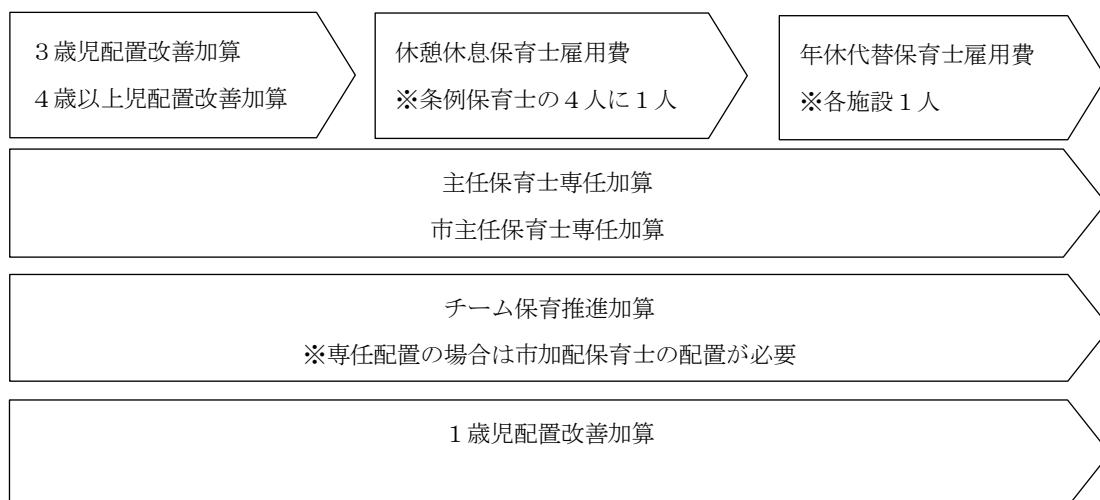 ３歳児配置改善加算
４歳以上児配置改善加算
休憩休息保育士雇用費
※条例保育士の４人に１人
年休代替保育士雇用費
※各施設１人
主任保育士専任加算
市主任保育士専任加算
チーム保育推進加算
※専任配置の場合は市加配保育士の配置が必要
１歳児配置改善加算